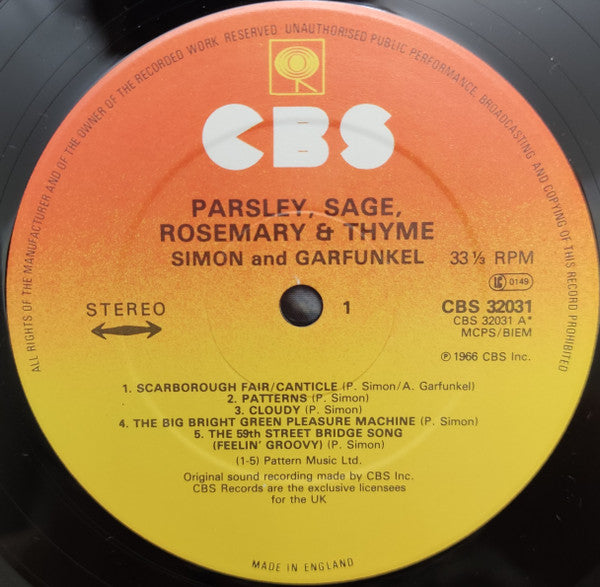 ALL RIGHTS OF THE MANUFACTURER AND OF THE OWNER OF THE RECORDED WORK RESERVED · UNAUTHORISED PUBLIC PERFORMANCE, BROADCASTING AND COPYING OF THIS RECORD PROHIBITED
CBS
PARSLEY, SAGE,
ROSEMARY & THYME
SIMON and GARFUNKEL 33 ⅓ RPM
LC 0149
STEREO 1 CBS 32031
CBS 32031 A*
MCPS/BIEM
℗ 1966 CBS Inc.
1. SCARBOROUGH FAIR/CANTICLE (P. Simon/A. Garfunkel)
2. PATTERNS (P. Simon)
3. CLOUDY (P. Simon)
4. THE BIG BRIGHT GREEN PLEASURE MACHINE (P. Simon)
5. THE 59th STREET BRIDGE SONG
(FEELIN' GROOVY) (P. Simon)
(1-5) Pattern Music Ltd.
Original sound recording made by CBS Inc.
CBS Records are the exclusive licensees
for the UK
MADE IN ENGLAND